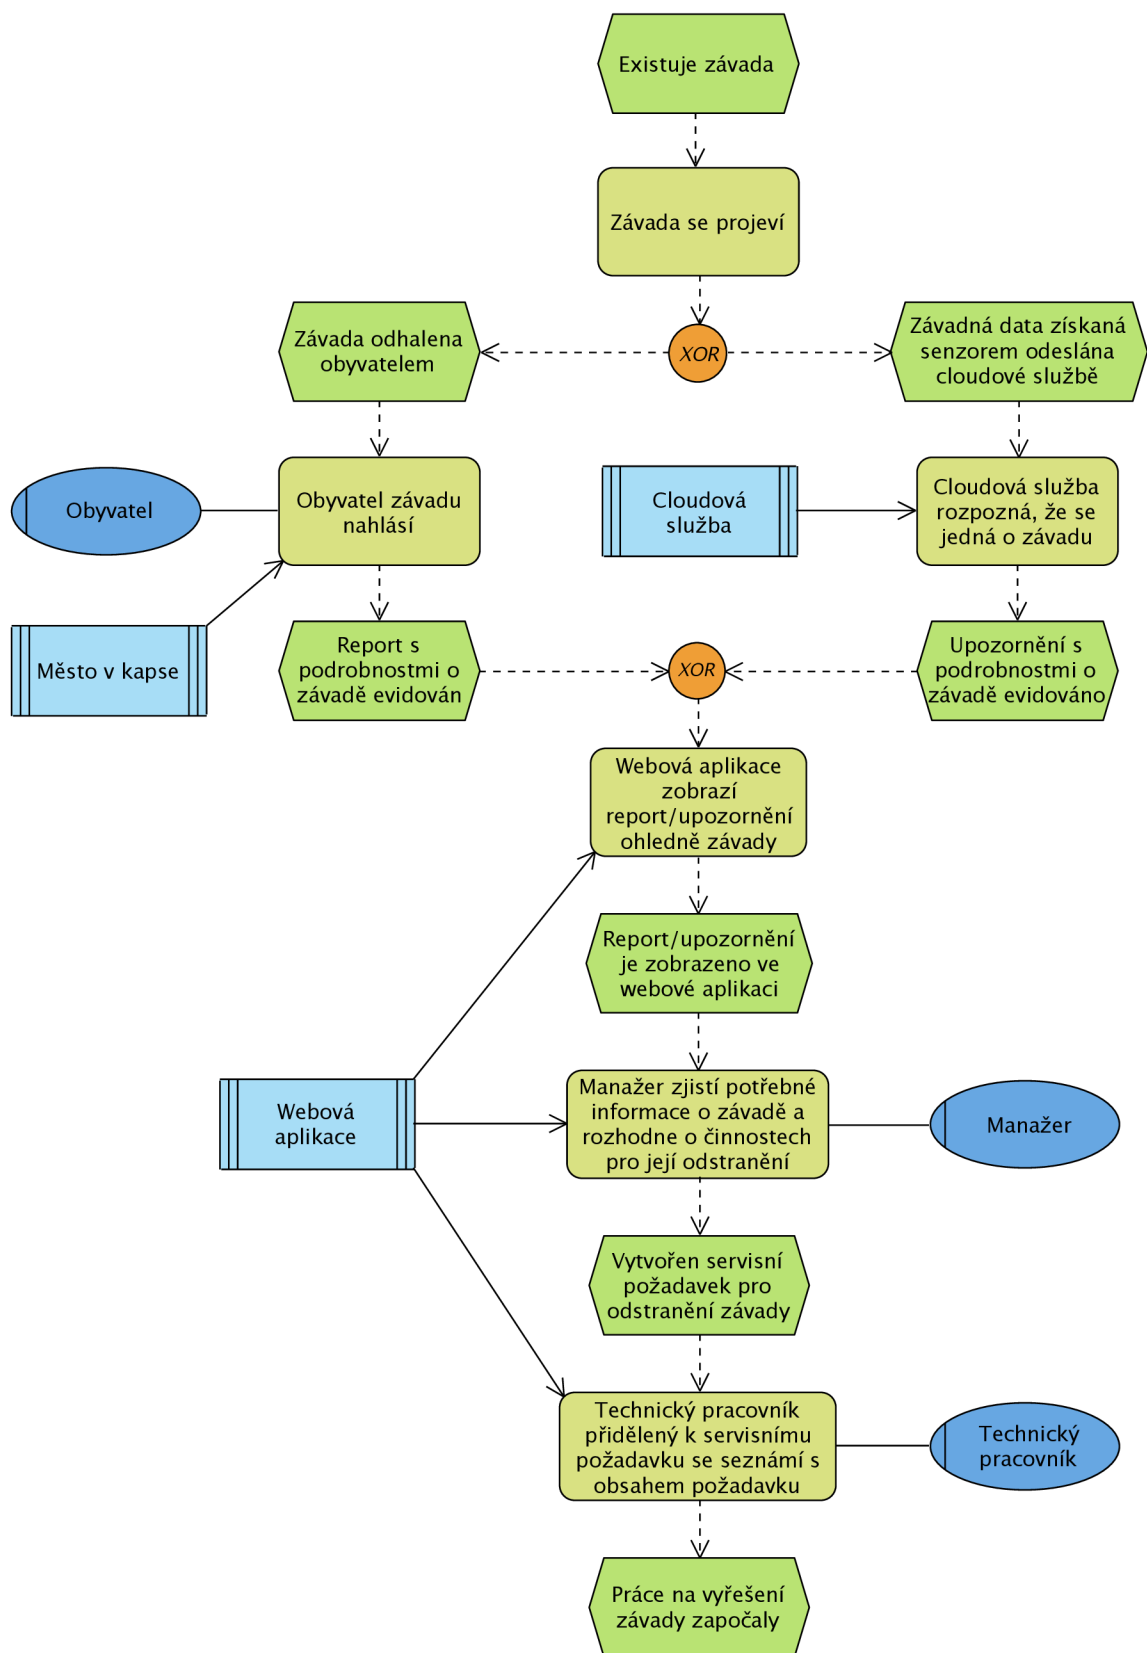 Existuje závada
Závada se projeví
XOR
Závada odhalena
obyvatelem
Závadná data získaná
senzorem odeslána
cloudové službě
Obyvatel
Obyvatel závadu
nahlásí
Cloudová
služba
Cloudová služba
rozpozná, že se
jedná o závadu
Město v kapse
Report s
podrobnostmi o
závadě evidován
XOR
Upozornění s
podrobnostmi o
závadě evidováno
Webová aplikace
zobrazí
report/upozornění
ohledně závady
Report/upozornění
je zobrazeno ve
webové aplikaci
Webová
aplikace
Manažer zjistí potřebné
informace o závadě a
rozhodne o činnostech
pro její odstranění
Manažer
Vytvořen servisní
požadavek pro
odstranění závady
Technický pracovník
přidělený k servisnímu
požadavku se seznámí s
obsahem požadavku
Technický
pracovník
Práce na vyřešení
závady započaly